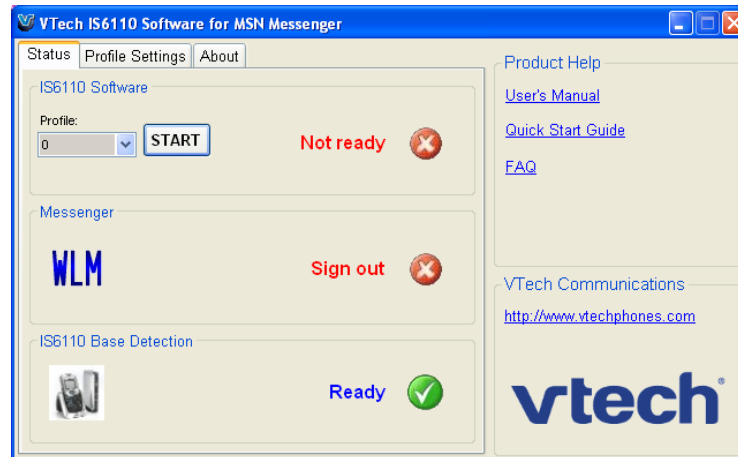 VTech IS6110 Software for MSN Messenger
Status
Profile Settings
About
IS6110 Software
Profile:
0
START
Not ready
Messenger
WLM
Sign out
IS6110 Base Detection
Ready
Product Help
User's Manual
Quick Start Guide
FAQ
VTech Communications
http://www.vtechphones.com
vtech®